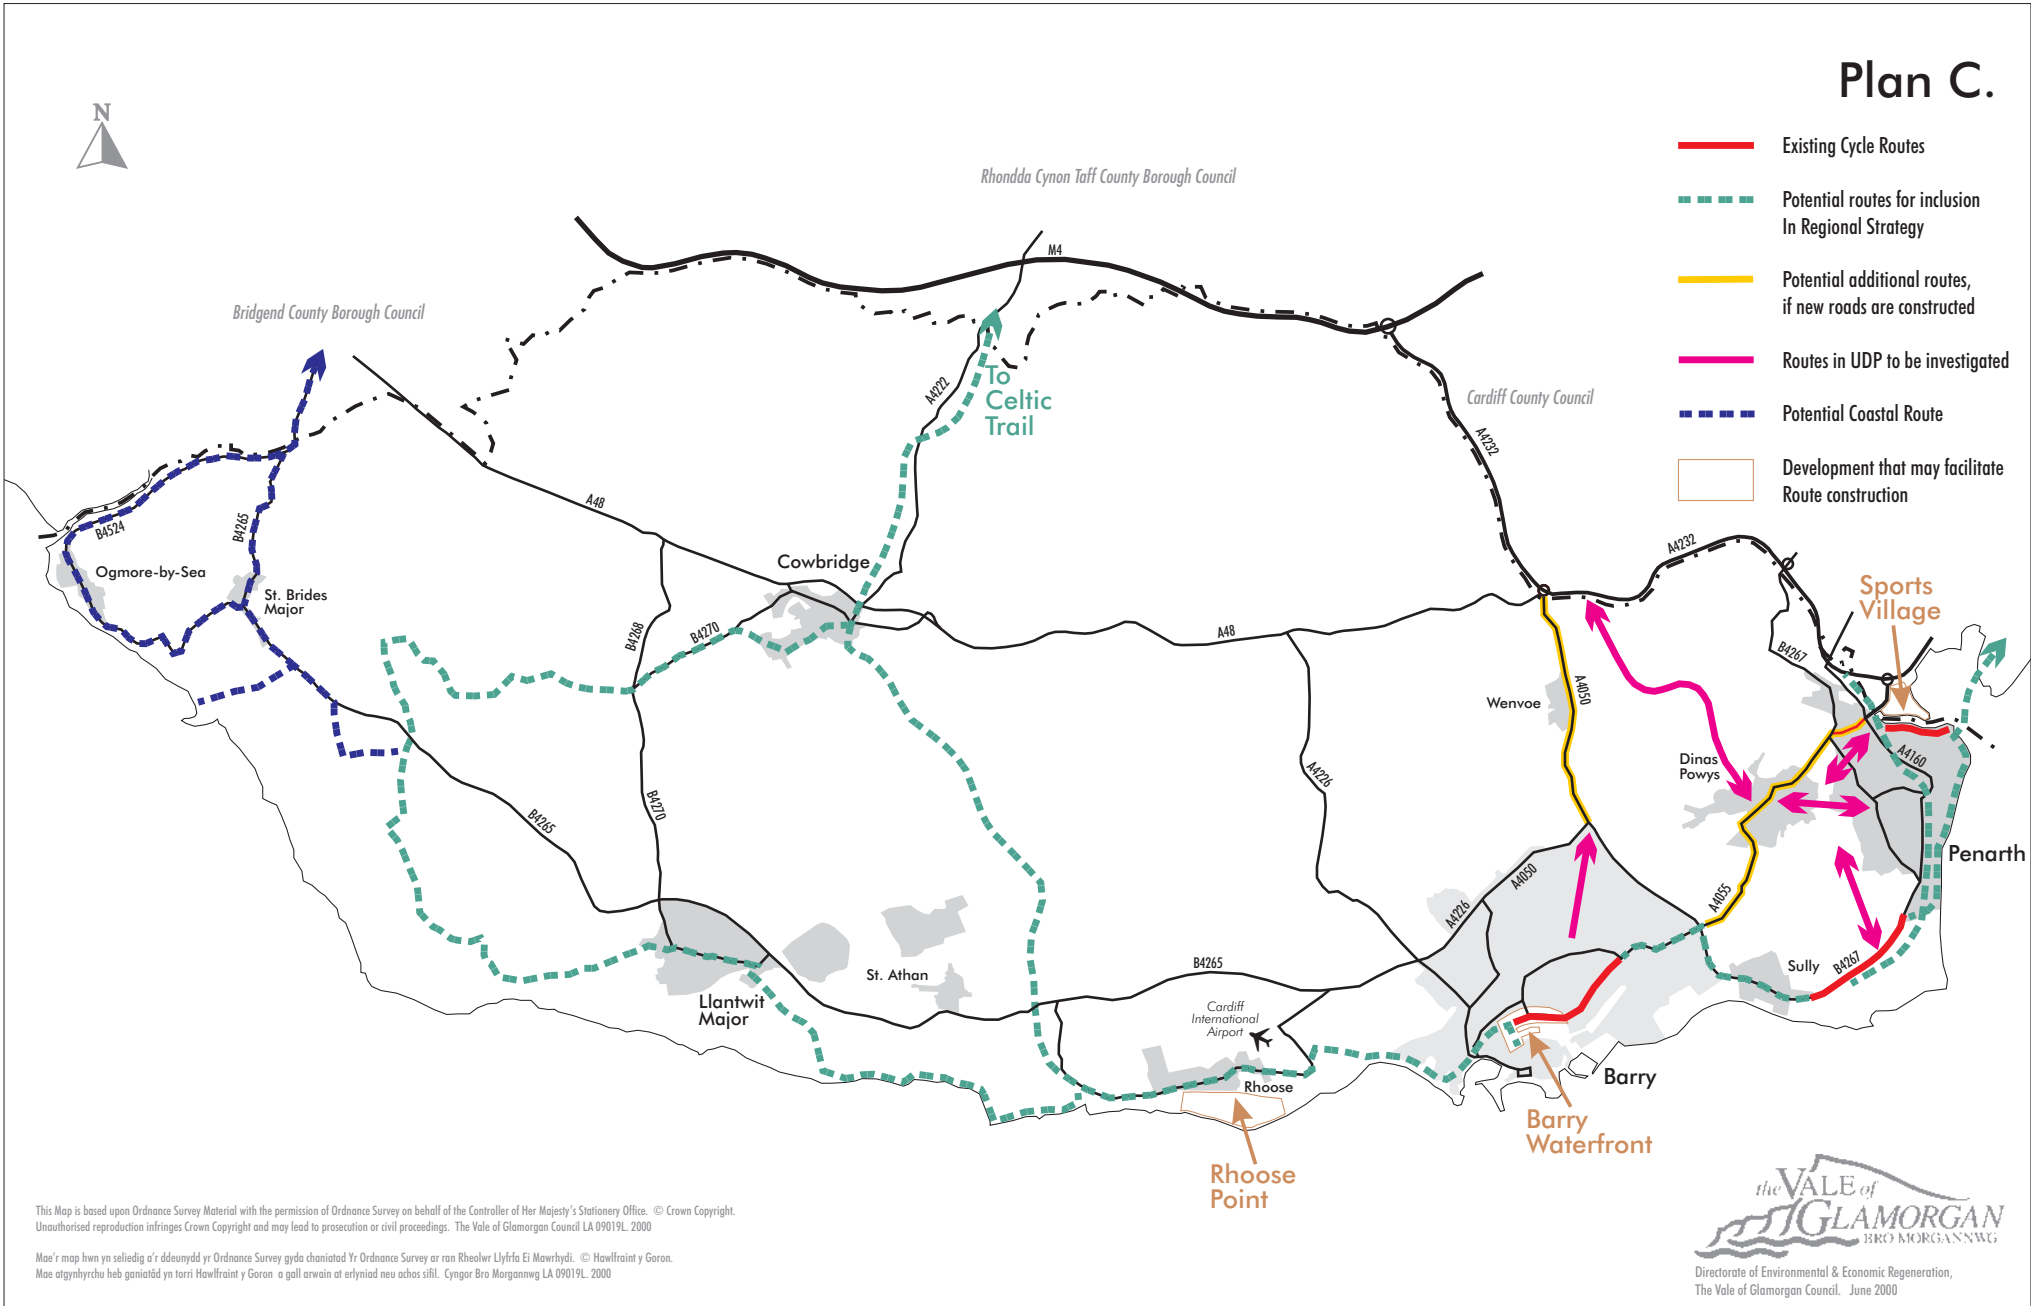 Plan C.
N
Existing Cycle Routes
Potential routes for inclusion
In Regional Strategy
Potential additional routes,
if new roads are constructed
Routes in UDP to be investigated
Potential Coastal Route
Development that may facilitate
Route construction
Rhondda Cynon Taff County Borough Council
M4
Bridgend County Borough Council
Cardiff County Council
To
Celtic
Trail
A4222
A4232
A48
B4524
B4265
A4232
Cowbridge
Ogmore-by-Sea
St. Brides
Major
Sports
Village
B4268
B4270
A48
B4267
Wenvoe
A4050
Dinas
Powys
A4160
A4226
B4270
B4265
Penarth
A4050
A4226
A4055
St. Athan
B4265
Sully
B4267
Llantwit
Major
Cardiff
International
Airport
Rhoose
Barry
Barry
Waterfront
Rhoose
Point
This Map is based upon Ordnance Survey Material with the permission of Ordnance Survey on behalf of the Controller of Her Majesty's Stationery Office. © Crown Copyright.
Unauthorised reproduction infringes Crown Copyright and may lead to prosecution or civil proceedings. The Vale of Glamorgan Council LA 09019L. 2000
Mae'r map hwn yn seliedig a'r ddeunydd yr Ordnance Survey gyda chaniatad Yr Ordnance Survey ar ran Rheolwr Llyfrfa Ei Mawrhydi. © Hawlfraint y Goron.
Mae atgynhyrchu heb ganiatâd yn torri Hawlfraint y Goron a gall arwain at erlyniad neu achos sifil. Cyngor Bro Morgannwg LA 09019L. 2000
the VALE of
GLAMORGAN
BRO MORGANNWG
Directorate of Environmental & Economic Regeneration,
The Vale of Glamorgan Council. June 2000